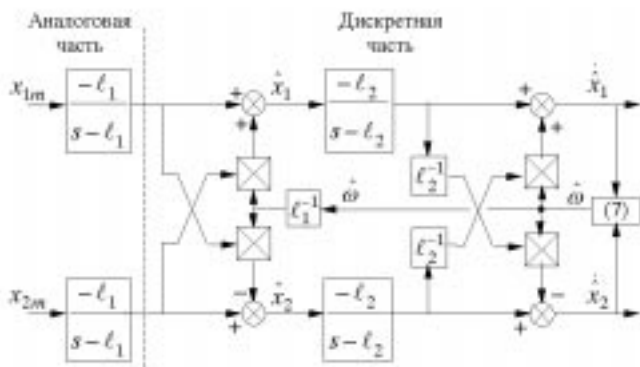 Аналоговая
часть
Дискретная
часть
x₁ₘ
−ℓ₁
s−ℓ₁
+
+
x̂₁
−ℓ₂
s−ℓ₂
+
+
x̂₁
ℓ₂⁻¹
ℓ₁⁻¹
ω̂
ω̂
(7)
ℓ₂⁻¹
x₂ₘ
−ℓ₁
s−ℓ₁
−
+
x̂₂
−ℓ₂
s−ℓ₂
−
+
x̂₂